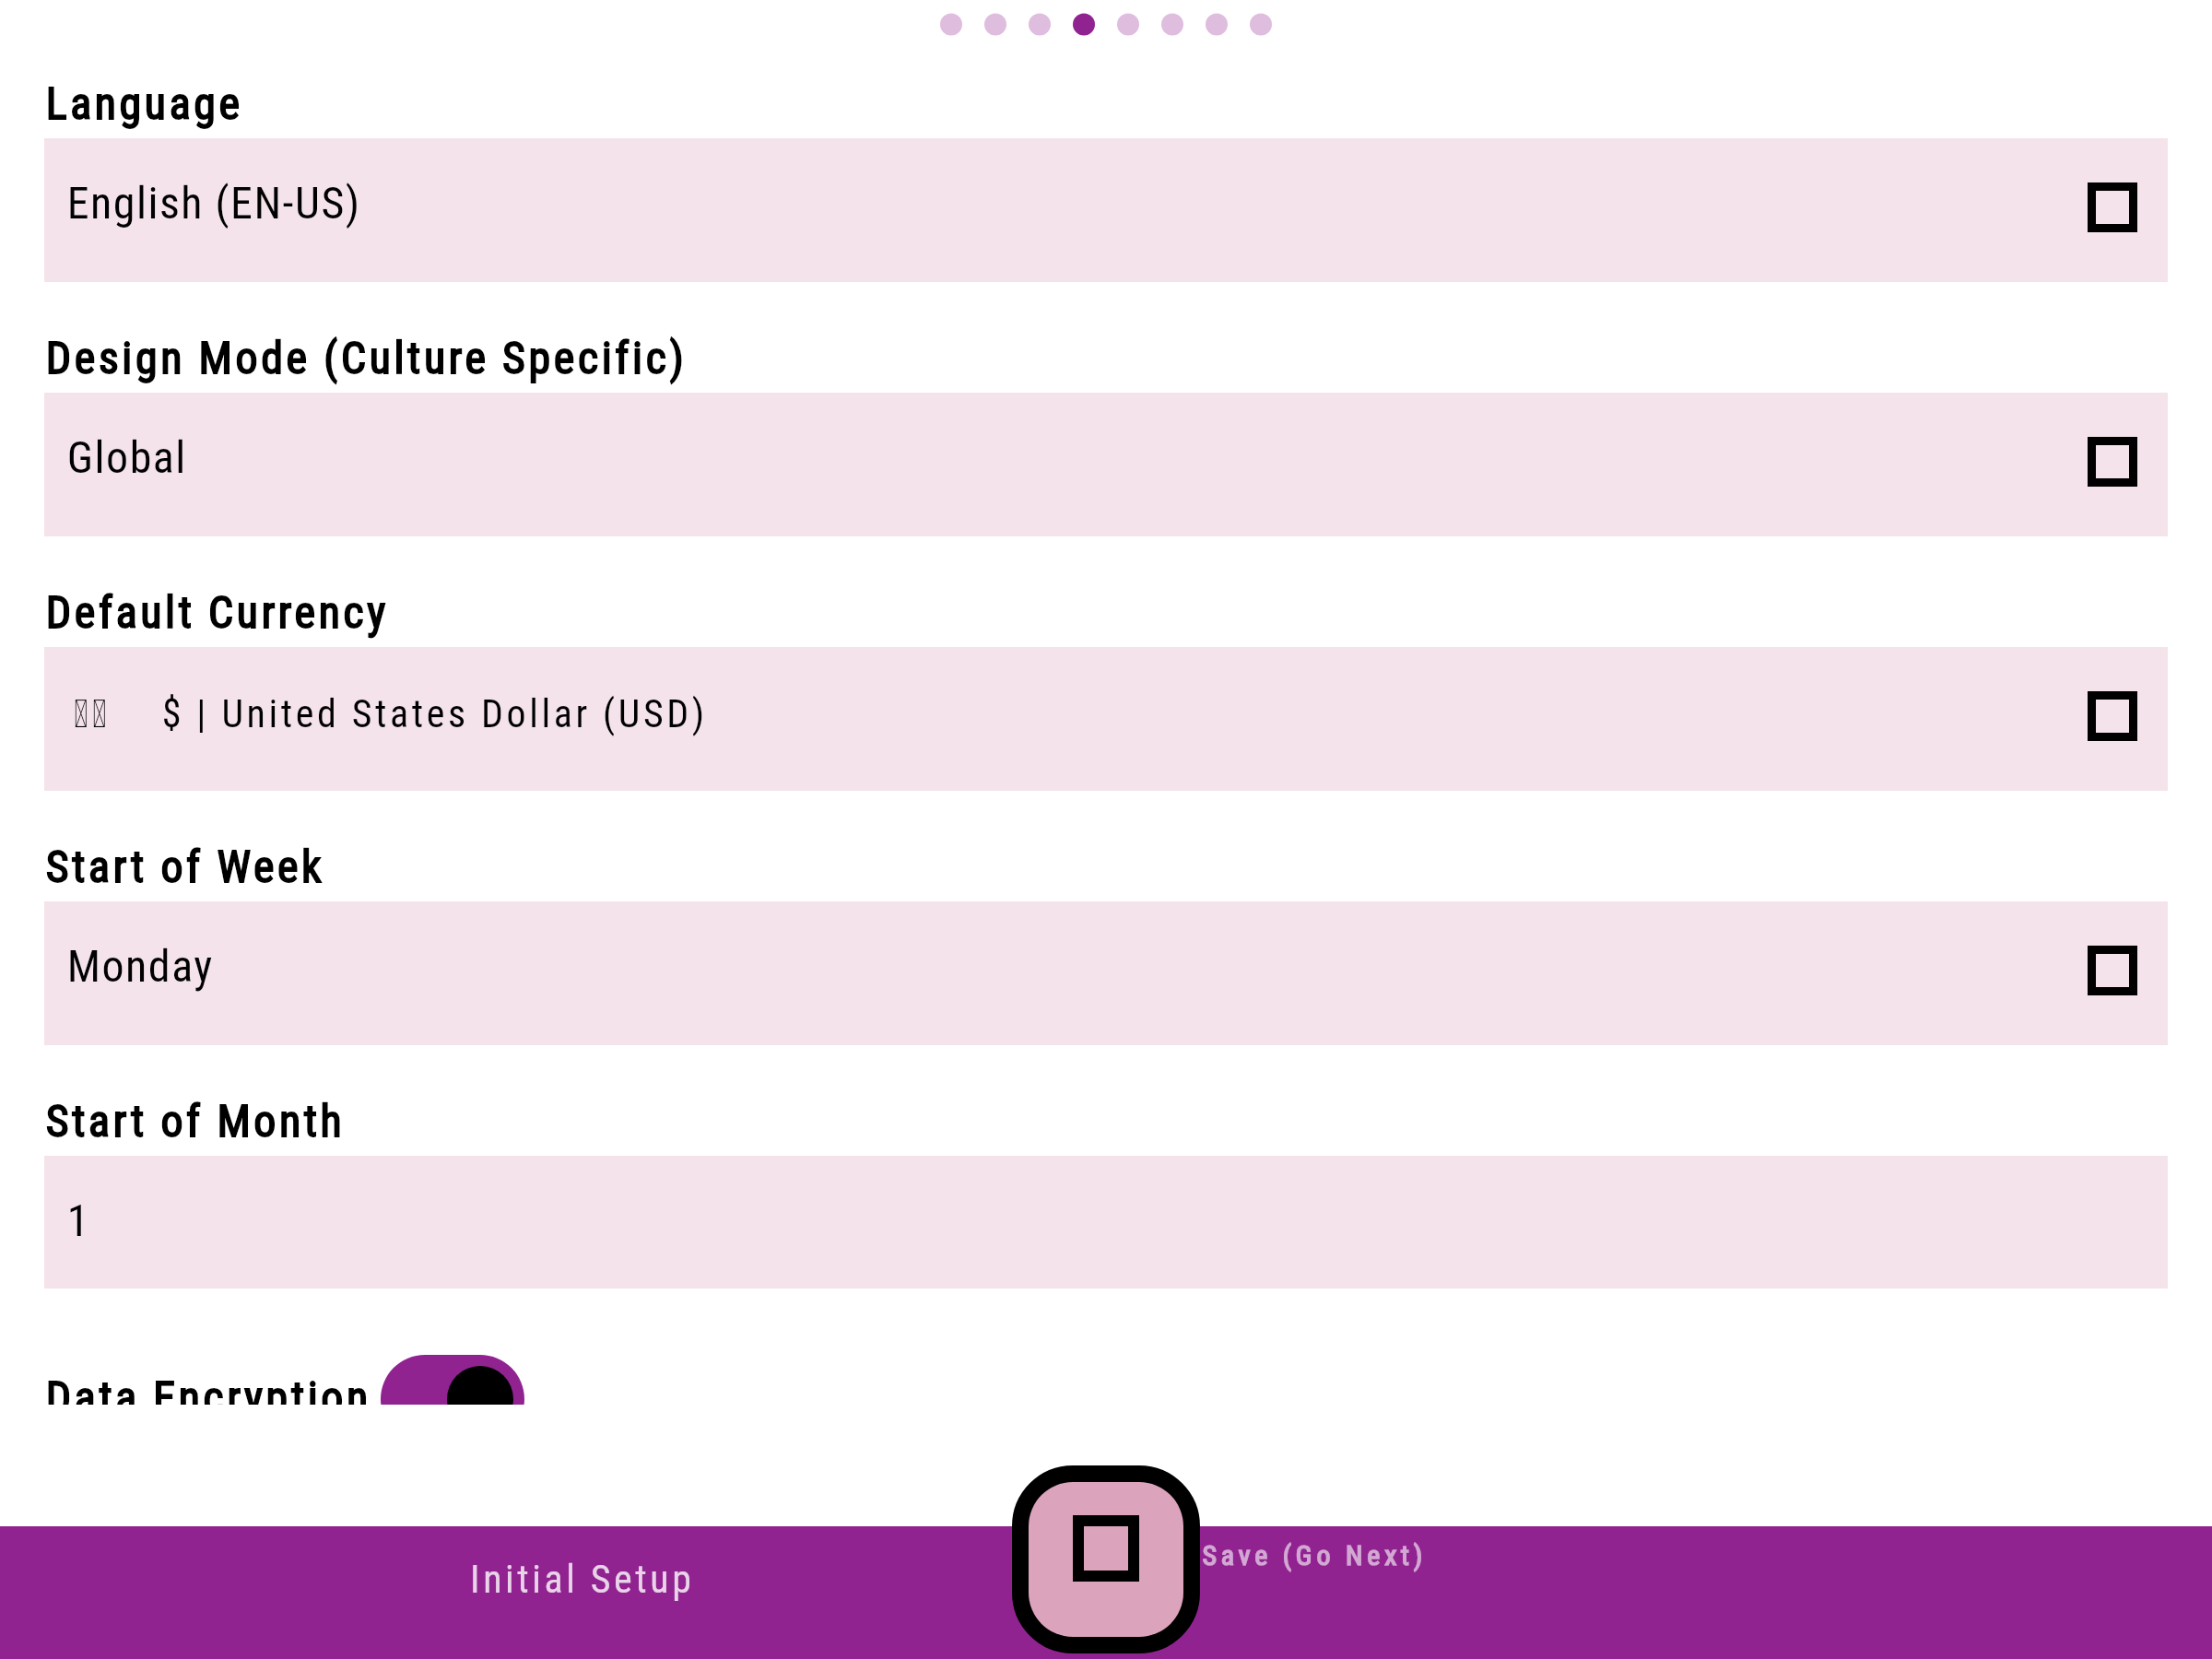 Language
English (EN-US)
Design Mode (Culture Specific)
Global
Default Currency
$ | United States Dollar (USD)
Start of Week
Monday
Start of Month
1
Data Encryption
Initial Setup
Save (Go Next)